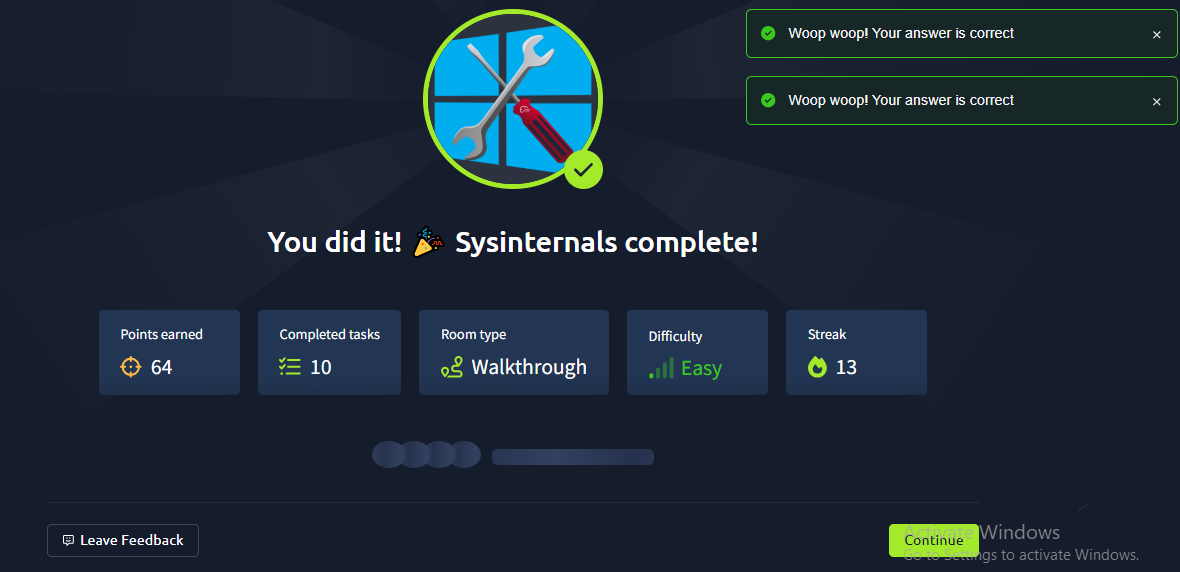 Woop woop! Your answer is correct
Woop woop! Your answer is correct
You did it! 🎉 Sysinternals complete!
Points earned
64
Completed tasks
10
Room type
Walkthrough
Difficulty
Easy
Streak
13
Leave Feedback
Continue
Activate Windows
Go to Settings to activate Windows.